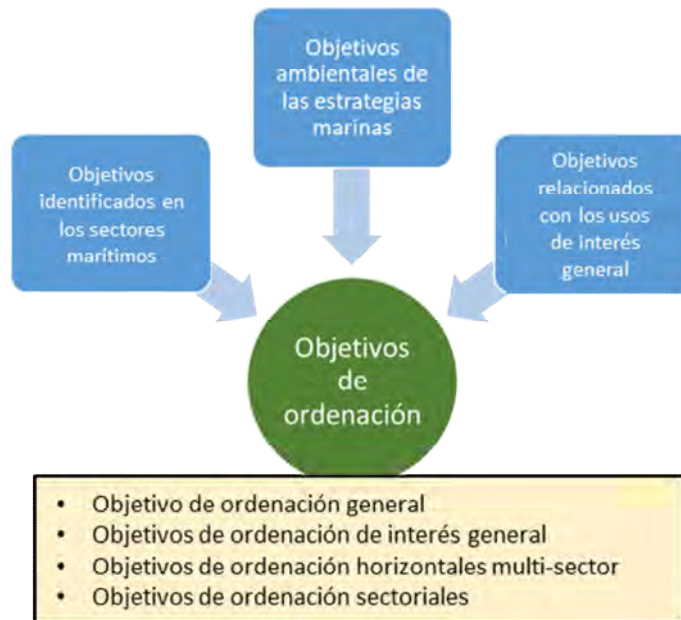 Objetivos
ambientales de
las estrategias
marinas
Objetivos
identificados en
los sectores
marítimos
Objetivos
relacionados
con los usos
de interés
general
Objetivos
de
ordenación
• Objetivo de ordenación general
• Objetivos de ordenación de interés general
• Objetivos de ordenación horizontales multi-sector
• Objetivos de ordenación sectoriales